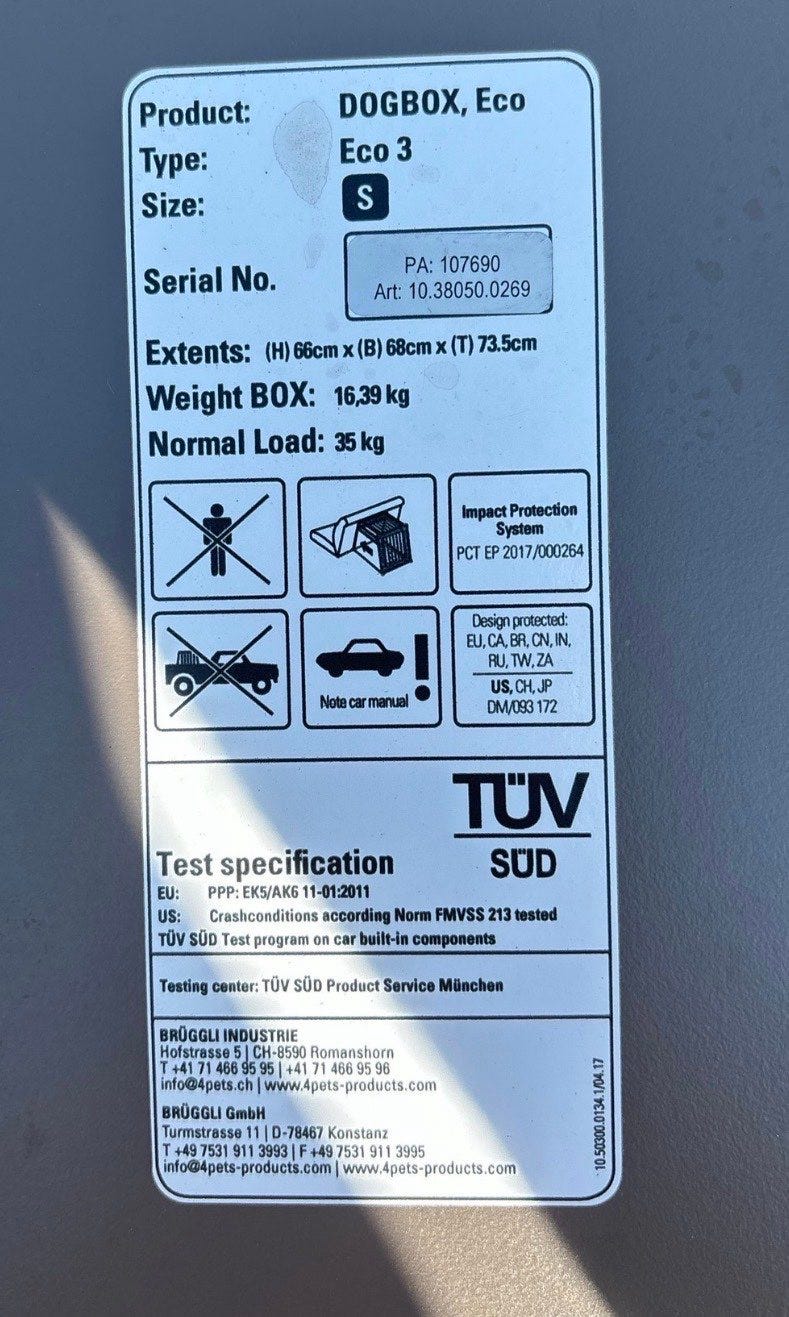 Product: DOGBOX, Eco
Type: Eco 3
Size: S
Serial No. PA: 107690
Art: 10.38050.0269
Extents: (H) 66cm x (B) 68cm x (T) 73.5cm
Weight BOX: 16,39 kg
Normal Load: 35 kg
Impact Protection
System
PCT EP 2017/000264
Note car manual !
Design protected:
EU, CA, BR, CN, IN,
RU, TW, ZA
US, CH, JP
DM/093 172
TÜV
SÜD
Test specification
EU: PPP: EK5/AK6 11-01:2011
US: Crashconditions according Norm FMVSS 213 tested
TÜV SÜD Test program on car built-in components
Testing center: TÜV SÜD Product Service München
BRÜGGLI INDUSTRIE
Hofstrasse 5 | CH-8590 Romanshorn
T +41 71 466 95 95 | +41 71 466 95 96
info@4pets.ch | www.4pets-products.com
BRÜGGLI GmbH
Turmstrasse 11 | D-78467 Konstanz
T +49 7531 911 3993 | F +49 7531 911 3995
info@4pets-products.com | www.4pets-products.com
10.50300.0134.1/04.17